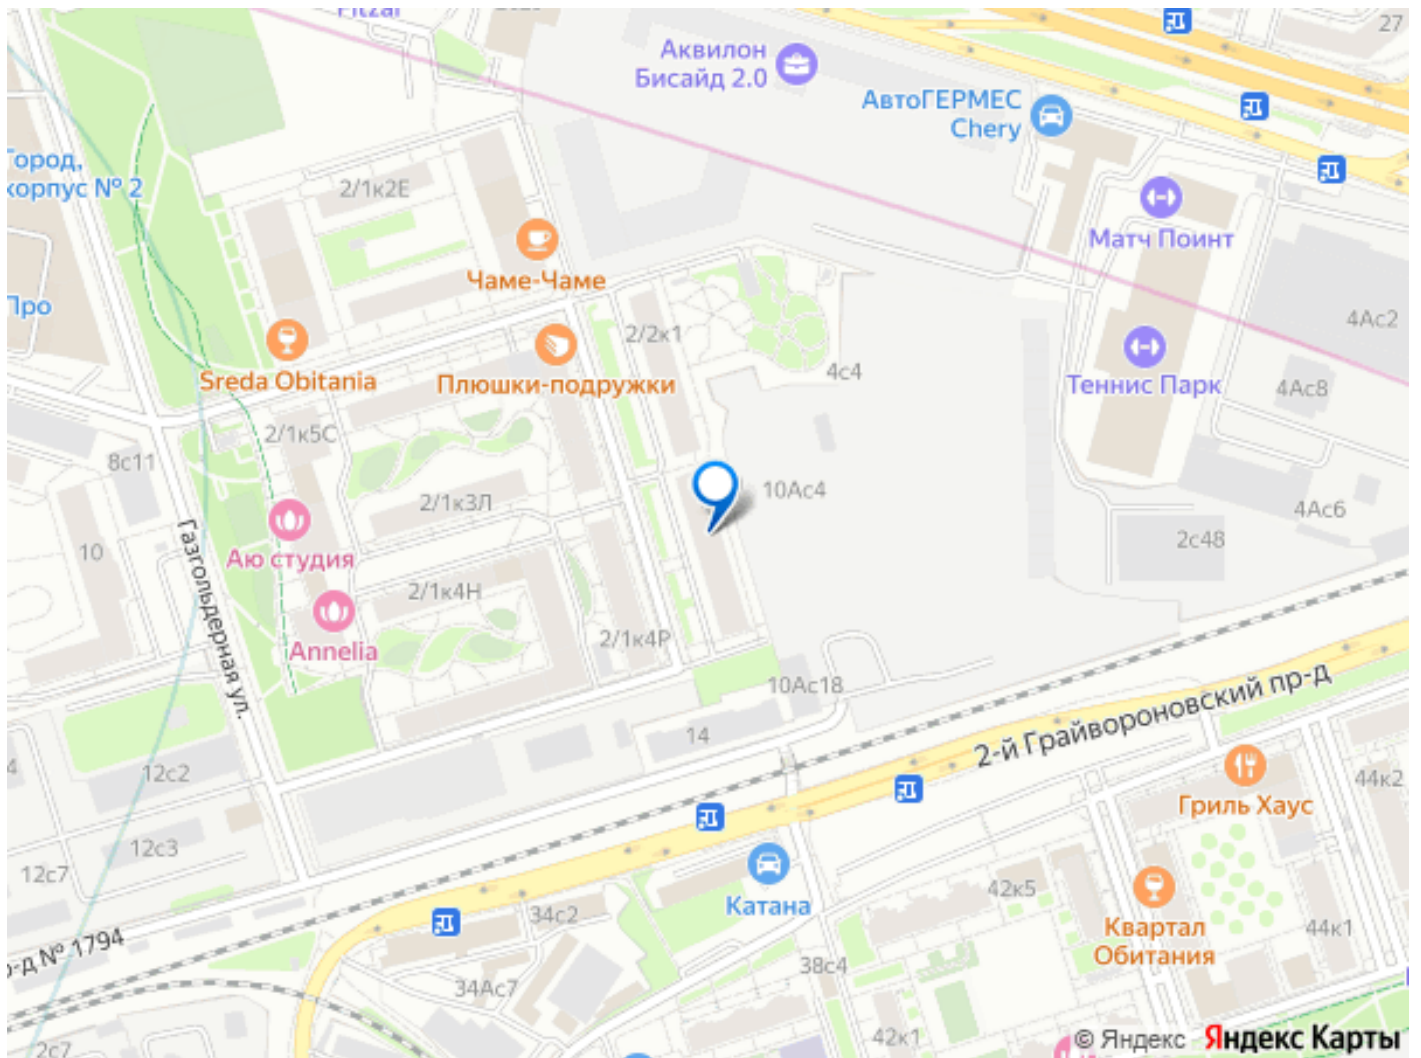 27
Аквилон
Бисайд 2.0
АвтоГЕРМЕС
Chery
Город,
корпус № 2
2/1к2Е
Матч Поинт
Чаме-Чаме
Про
4Ас2
2/2к1
Sreda Obitania
Плюшки-подружки
4с4
Теннис Парк
4Ас8
2/1к5С
8с11
10Ас4
2/1к3Л
4Ас6
10
Аю студия
2с48
Газгольдерная ул.
2/1к4Н
Annelia
2/1к4Р
10Ас18
2-й Грайвороновский пр-д
14
12с2
44к2
Гриль Хаус
12с3
12с7
Катана
42к5
34с2
Квартал
Обитания
44к1
р-д № 1794
38с4
34Ас7
42к1
2с7
© Яндекс Яндекс Карты